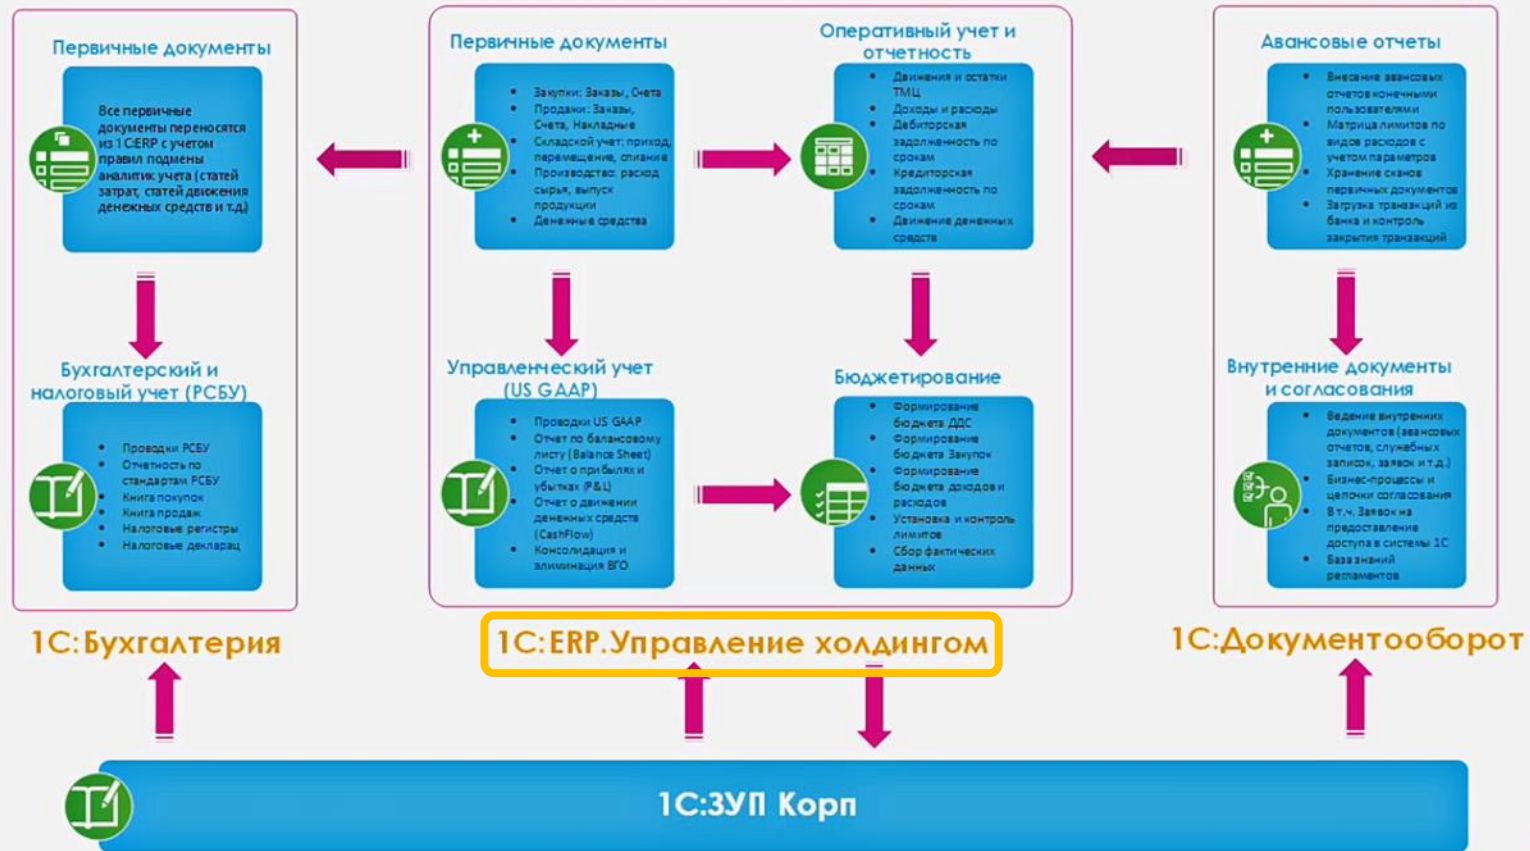 Первичные документы
Все первичные
документы переносятся
из 1С:ERP с учетом
правил подмены
аналитик учета (статей
затрат, статей движения
денежных средств и т.д.)
Бухгалтерский и
налоговый учет (РСБУ)
Проводки РСБУ
Отчетность по
стандартам РСБУ
Книга покупок
Книга продаж
Налоговые регистры
Налоговые декларац
1С:Бухгалтерия
Первичные документы
Закупки: Заказы, Счета
Продажи: Заказы,
Счета, Накладные
Складской учет: приход,
перемещение, списание
Производство: расход
сырья, выпуск
продукции
Денежные средства
Оперативный учет и
отчетность
Движения и остатки
ТМЦ
Доходы и расходы
Дебиторская
задолженность по
срокам
Кредиторская
задолженность по
срокам
Движение денежных
средств
Управленческий учет
(US GAAP)
Проводки US GAAP
Отчет по балансовому
листу (Balance Sheet)
Отчет о прибылях и
убытках (P&L)
Отчет о движении
денежных средств
(CashFlow)
Консолидация и
элиминация ВГО
Бюджетирование
Формирование
бюджета ДДС
Формирование
бюджета Закупок
Формирование
бюджета доходов и
расходов
Установка и контроль
лимитов
Сбор фактических
данных
1С:ERP.Управление холдингом
Авансовые отчеты
Внесение авансовых
отчетов конечными
пользователями
Матрица лимитов по
видов расходов с
учетом параметров
Хранение сканов
первичных документов
Загрузка транзакций из
банка и контроль
закрытия транзакций
Внутренние документы
и согласования
Ведение внутренних
документов (авансовых
отчетов, служебных
записок, заявок и т.д.)
Бизнес-процессы и
цепочки согласования
В т.ч. Заявок на
предоставление
доступа в системы 1С
База знаний
регламентов
1С:Документооборот
1С:ЗУП Корп